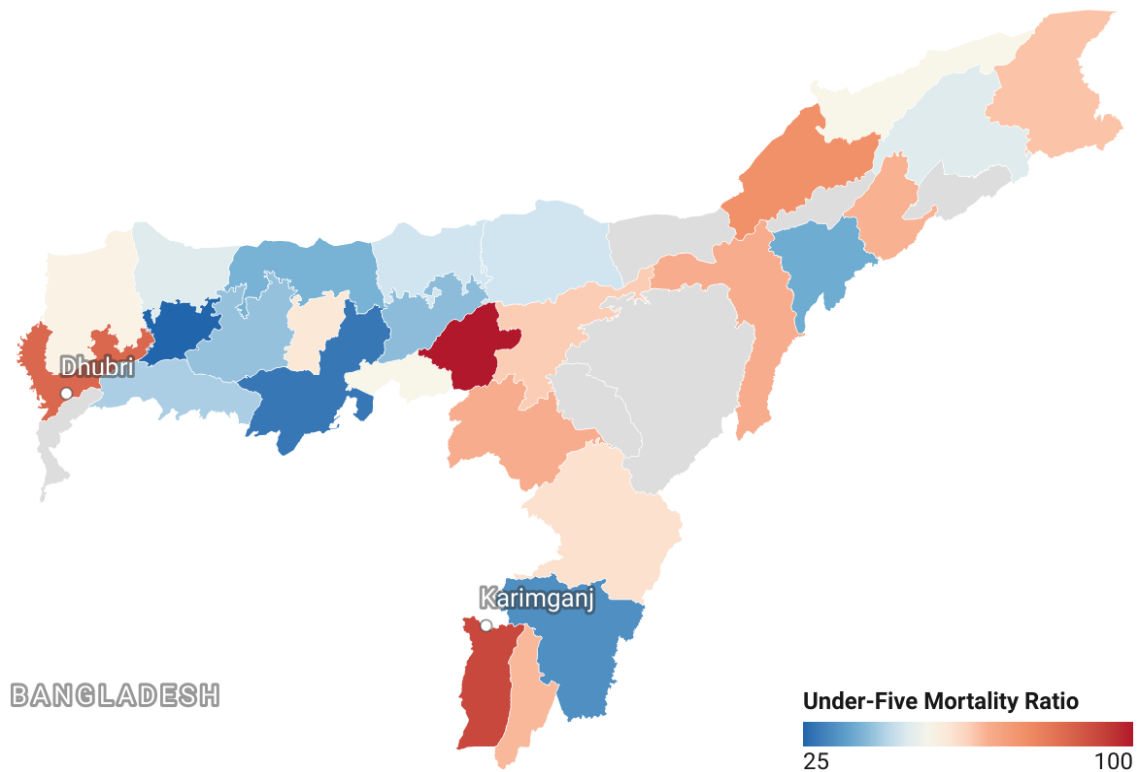 Dhubri
Karimganj
BANGLADESH
Under-Five Mortality Ratio
25 100